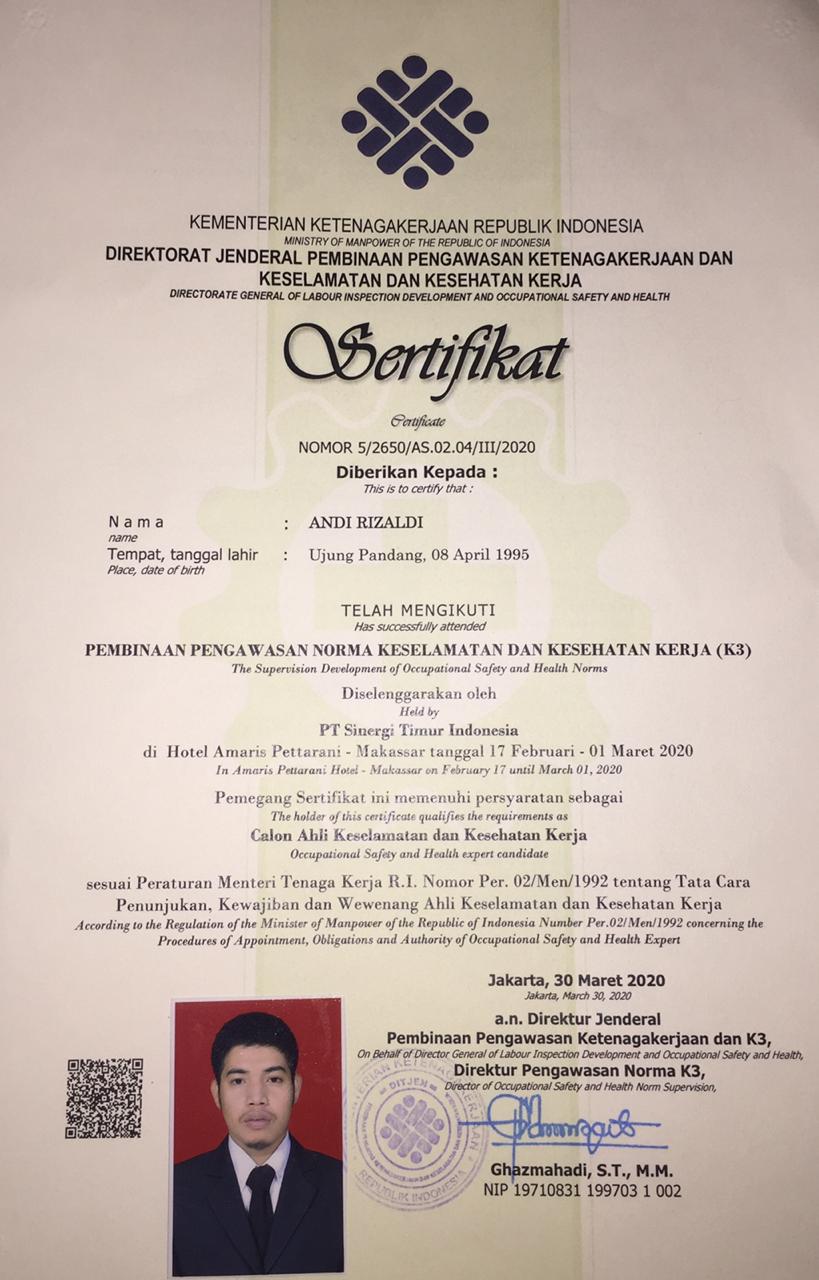 KEMENTERIAN KETENAGAKERJAAN REPUBLIK INDONESIA
MINISTRY OF MANPOWER OF THE REPUBLIC OF INDONESIA
DIREKTORAT JENDERAL PEMBINAAN PENGAWASAN KETENAGAKERJAAN DAN
KESELAMATAN DAN KESEHATAN KERJA
DIRECTORATE GENERAL OF LABOUR INSPECTION DEVELOPMENT AND OCCUPATIONAL SAFETY AND HEALTH
Sertifikat
Certificate
NOMOR 5/2650/AS.02.04/III/2020
Diberikan Kepada :
This is to certify that :
Nama : ANDI RIZALDI
name
Tempat, tanggal lahir : Ujung Pandang, 08 April 1995
Place, date of birth
TELAH MENGIKUTI
Has successfully attended
PEMBINAAN PENGAWASAN NORMA KESELAMATAN DAN KESEHATAN KERJA (K3)
The Supervision Development of Occupational Safety and Health Norms
Diselenggarakan oleh
Held by
PT Sinergi Timur Indonesia
di Hotel Amaris Pettarani - Makassar tanggal 17 Februari - 01 Maret 2020
In Amaris Pettarani Hotel - Makassar on February 17 until March 01, 2020
Pemegang Sertifikat ini memenuhi persyaratan sebagai
The holder of this certificate qualifies the requirements as
Calon Ahli Keselamatan dan Kesehatan Kerja
Occupational Safety and Health expert candidate
sesuai Peraturan Menteri Tenaga Kerja R.I. Nomor Per. 02/Men/1992 tentang Tata Cara
Penunjukan, Kewajiban dan Wewenang Ahli Keselamatan dan Kesehatan Kerja
According to the Regulation of the Minister of Manpower of the Republic of Indonesia Number Per.02/Men/1992 concerning the
Procedures of Appointment, Obligations and Authority of Occupational Safety and Health Expert
Jakarta, 30 Maret 2020
Jakarta, March 30, 2020
a.n. Direktur Jenderal
Pembinaan Pengawasan Ketenagakerjaan dan K3,
On Behalf of Director General of Labour Inspection Development and Occupational Safety and Health,
Direktur Pengawasan Norma K3,
Director of Occupational Safety and Health Norm Supervision,
DITJEN
REPUBLIK INDONESIA
Ghazmahadi, S.T., M.M.
NIP 19710831 199703 1 002